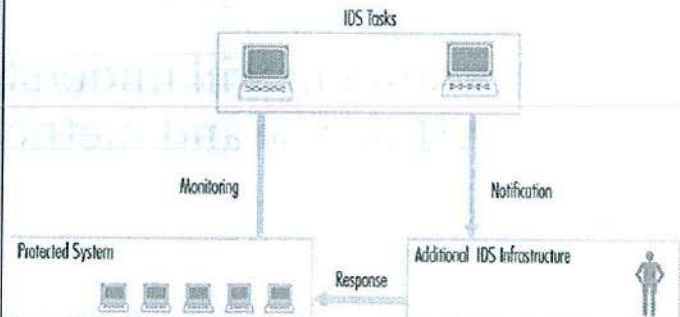 IDS Tasks
Monitoring
Notification
Protected System
Additional IDS Infrastructure
Response